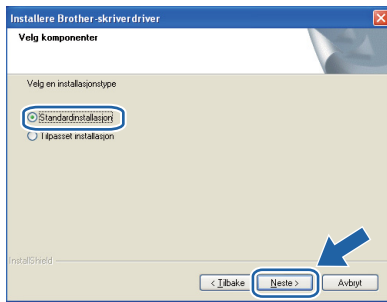 Installere Brother-skriverdriver
Velg komponenter
Velg en installasjonstype
Standardinstallasjon
Tilpasset installasjon
InstallShield
< Tilbake
Neste >
Avbryt